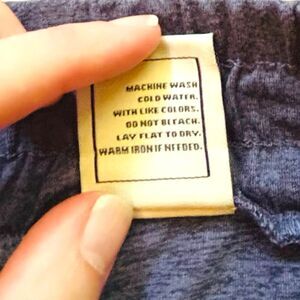 MACHINE WASH
COLD WATER.
WITH LIKE COLORS.
DO NOT BLEACH.
LAY FLAT TO DRY.
WARM IRON IF NEEDED.